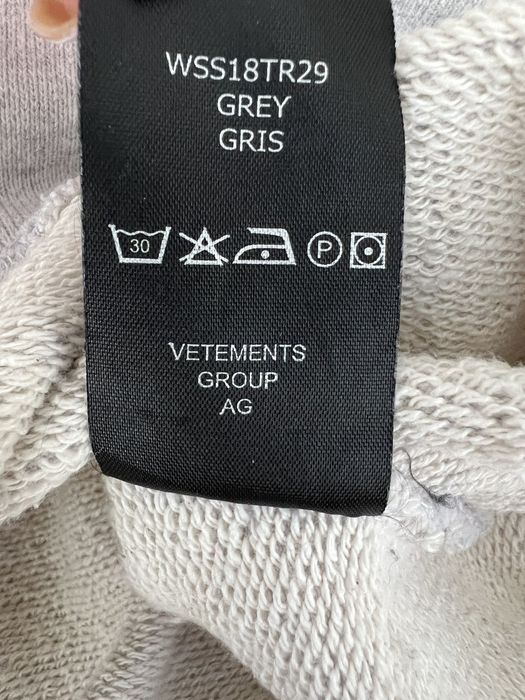 WSS18TR29
GREY
GRIS
30
P
VETEMENTS
GROUP
AG